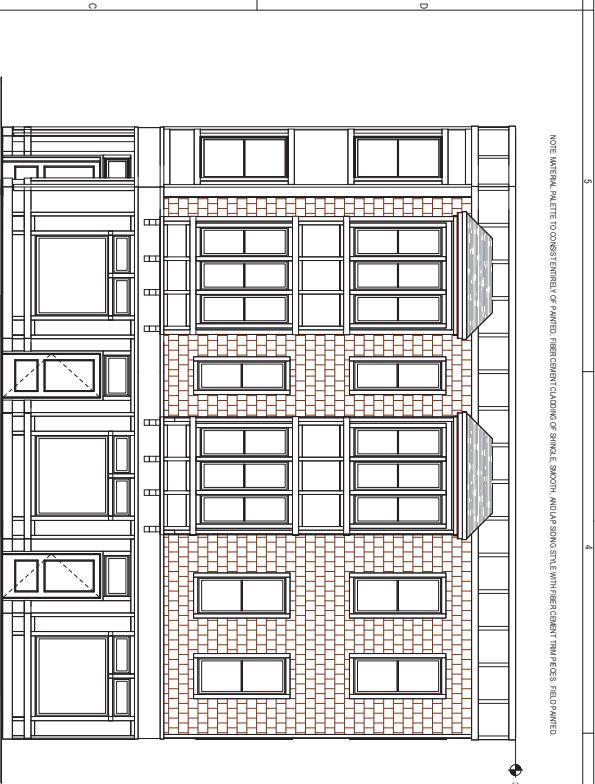 NOTE: MATERIAL PALETTE TO CONSIST ENTIRELY OF PAINTED, FIBER CEMENT CLADDING OF SHINGLE, SMOOTH, AND LAP SIDING STYLE WITH FIBER CEMENT TRIM PIECES. FIELD PAINTED.
5
4
D
C